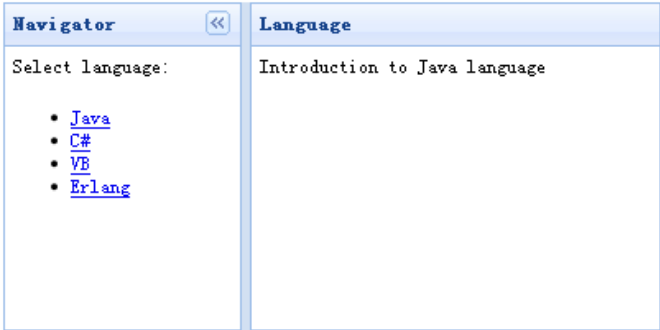 Navigator
Select language:
Java
C#
VB
Erlang
Language
Introduction to Java language